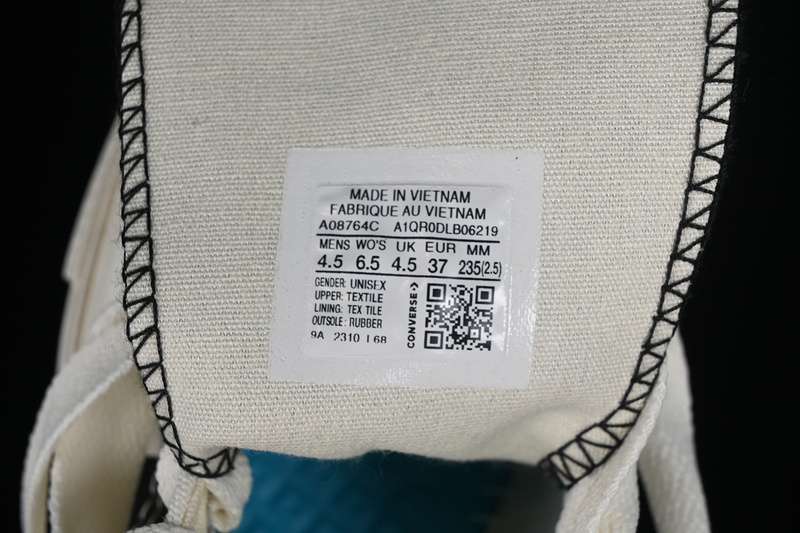 MADE IN VIETNAM
FABRIQUE AU VIETNAM
A08764C A1QR0DLB06219
MENS WO'S UK EUR MM
4.5 6.5 4.5 37 235(2.5)
GENDER: UNISEX
UPPER: TEXTILE
LINING: TEX TILE
OUTSOLE: RUBBER
9A 2310 L68
CONVERSE